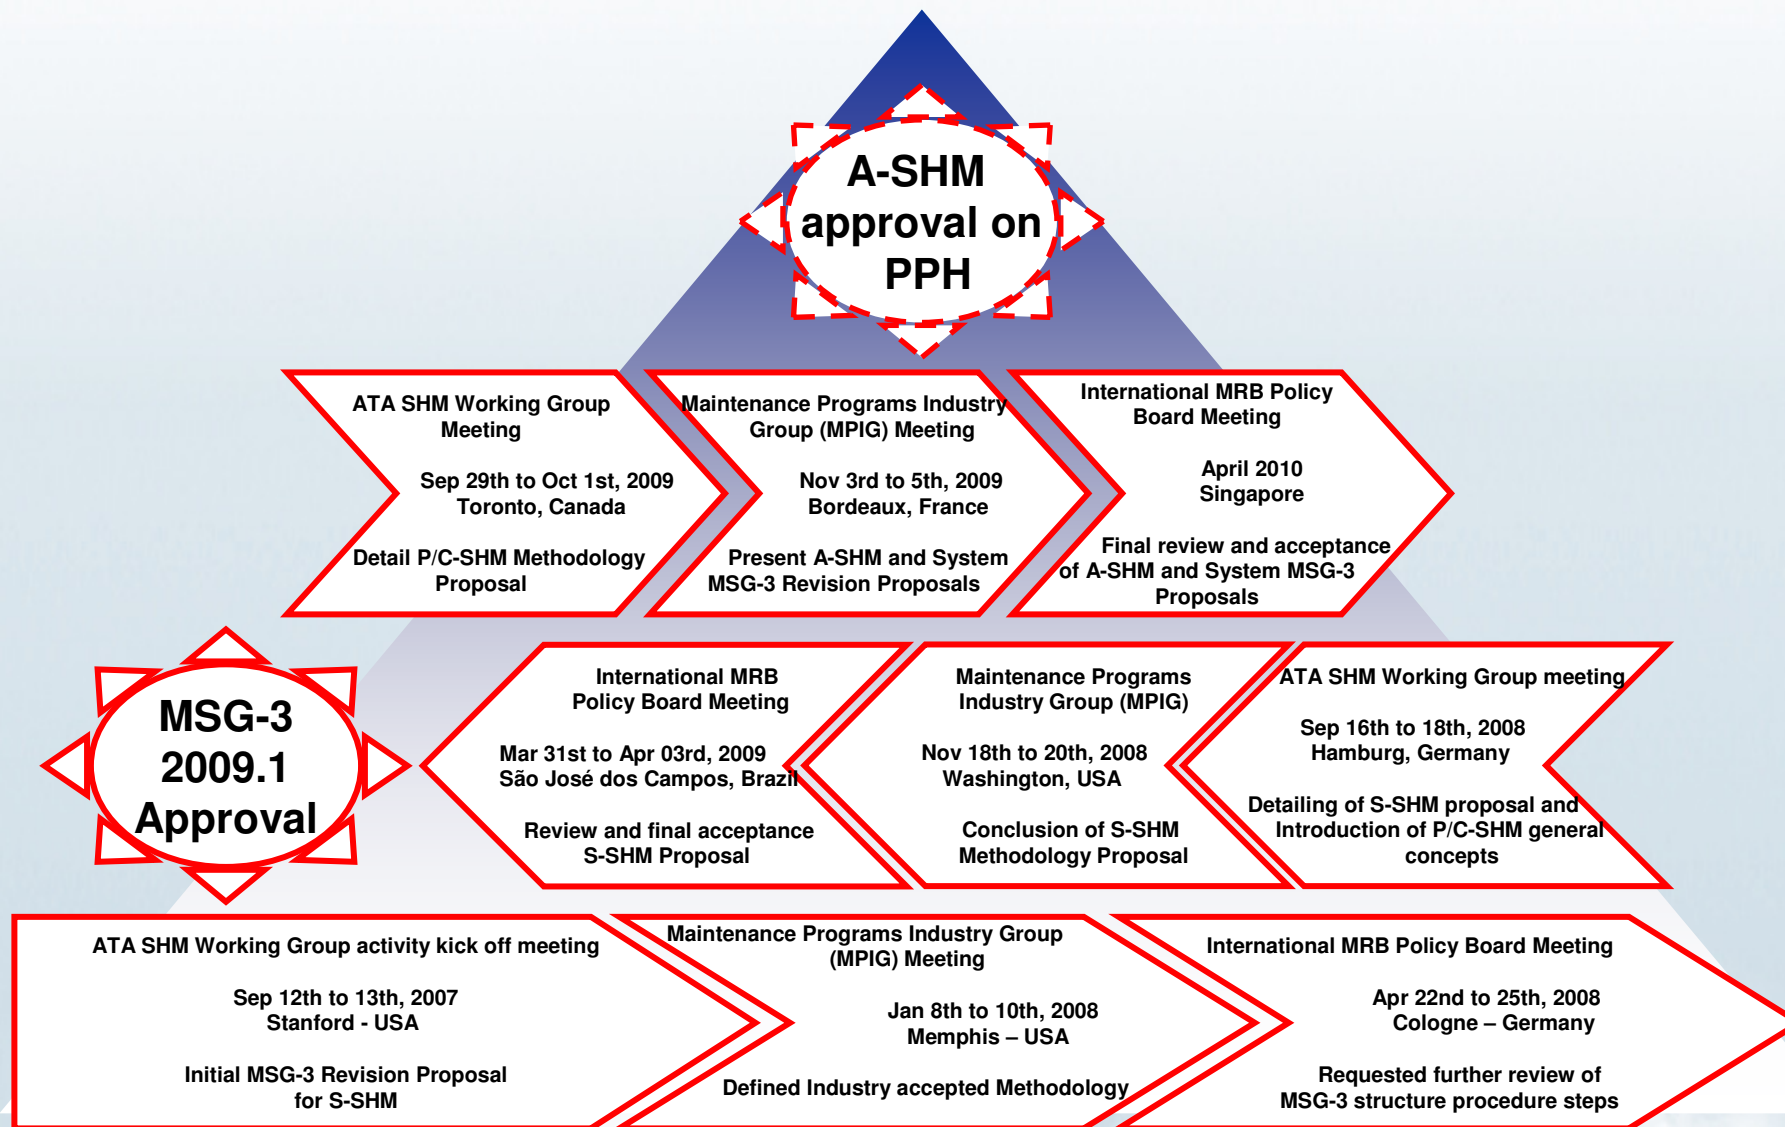 A-SHM
approval on
PPH
ATA SHM Working Group
Meeting
Sep 29th to Oct 1st, 2009
Toronto, Canada
Detail P/C-SHM Methodology
Proposal
Maintenance Programs Industry
Group (MPIG) Meeting
Nov 3rd to 5th, 2009
Bordeaux, France
Present A-SHM and System
MSG-3 Revision Proposals
International MRB Policy
Board Meeting
April 2010
Singapore
Final review and acceptance
of A-SHM and System MSG-3
Proposals
MSG-3
2009.1
Approval
International MRB
Policy Board Meeting
Mar 31st to Apr 03rd, 2009
São José dos Campos, Brazil
Review and final acceptance
S-SHM Proposal
Maintenance Programs
Industry Group (MPIG)
Nov 18th to 20th, 2008
Washington, USA
Conclusion of S-SHM
Methodology Proposal
ATA SHM Working Group meeting
Sep 16th to 18th, 2008
Hamburg, Germany
Detailing of S-SHM proposal and
Introduction of P/C-SHM general
concepts
ATA SHM Working Group activity kick off meeting
Sep 12th to 13th, 2007
Stanford - USA
Initial MSG-3 Revision Proposal
for S-SHM
Maintenance Programs Industry Group
(MPIG) Meeting
Jan 8th to 10th, 2008
Memphis – USA
Defined Industry accepted Methodology
International MRB Policy Board Meeting
Apr 22nd to 25th, 2008
Cologne – Germany
Requested further review of
MSG-3 structure procedure steps